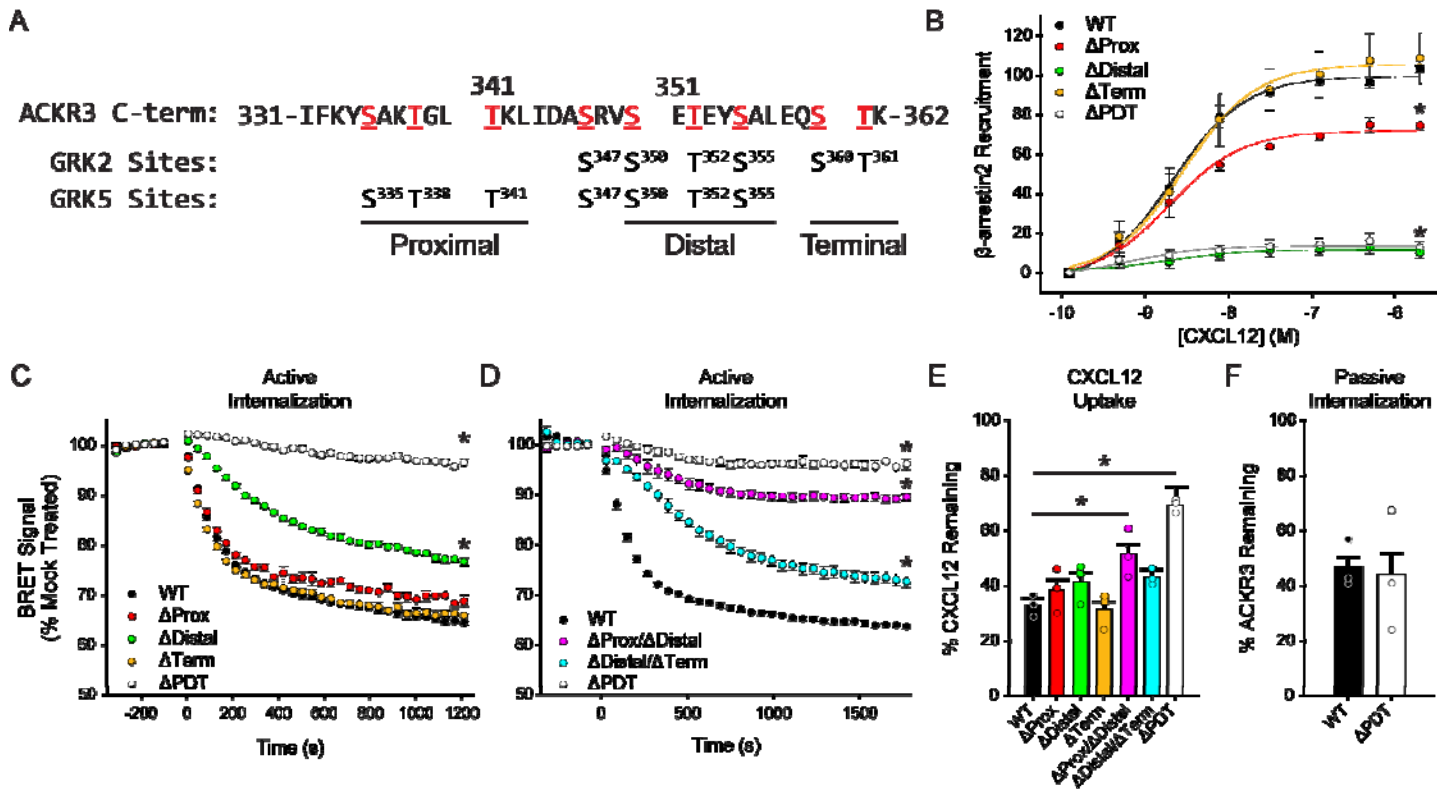 A
341
351
ACKR3 C-term: 331-IFKYSAKTGL TKLIDASRVS ETEYSALEQS TK-362
GRK2 Sites: S347 S350 T352 S355 S360 T361
GRK5 Sites: S335 T338 T341 S347 S350 T352 S355
Proximal Distal Terminal
B
β-arrestin2 Recruitment
120
100
80
60
40
20
0
-10 -9 -8 -7 -6
[CXCL12] (M)
WT
ΔProx
ΔDistal
ΔTerm
ΔPDT
*
*
C
Active
Internalization
BRET Signal
(% Mock Treated)
100
90
80
70
60
50
-200 0 200 400 600 800 1000 1200
Time (s)
WT
ΔProx
ΔDistal
ΔTerm
ΔPDT
*
*
D
Active
Internalization
100
90
80
70
60
50
0 500 1000 1500
Time (s)
WT
ΔProx/ΔDistal
ΔDistal/ΔTerm
ΔPDT
*
*
*
E
CXCL12
Uptake
% CXCL12 Remaining
100
80
60
40
20
0
*
*
WT
ΔProx
ΔDistal
ΔTerm
ΔProx/ΔDistal
ΔDistal/ΔTerm
ΔPDT
F
Passive
Internalization
% ACKR3 Remaining
100
80
60
40
20
0
WT
ΔPDT